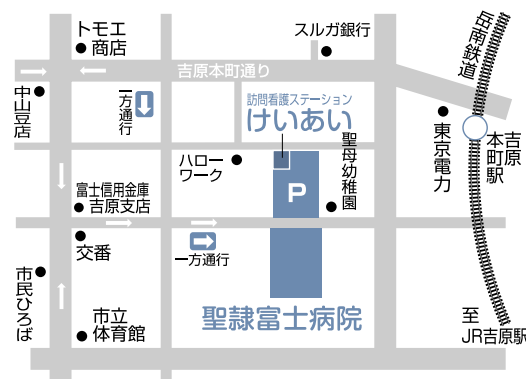 トモエ
商店
スルガ銀行
岳南鉄道
吉原本町通り
中山豆店
一方
通行
訪問看護ステーション
けいあい
東京電力
吉原
本町駅
ハロー
ワーク
聖母幼稚園
P
富士信用金庫
吉原支店
交番
一方通行
市民ひろば
市立
体育館
聖隷富士病院
至
JR吉原駅